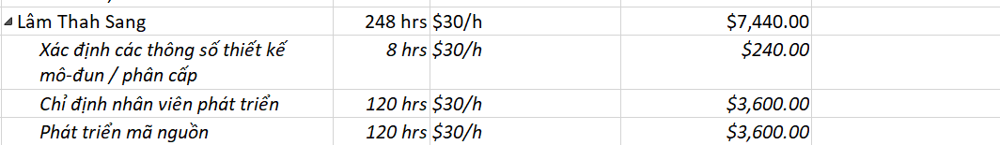 Lâm Thah Sang 248 hrs $30/h $7,440.00
Xác định các thông số thiết kế 8 hrs $30/h $240.00
mô-đun / phân cấp
Chỉ định nhân viên phát triển 120 hrs $30/h $3,600.00
Phát triển mã nguồn 120 hrs $30/h $3,600.00